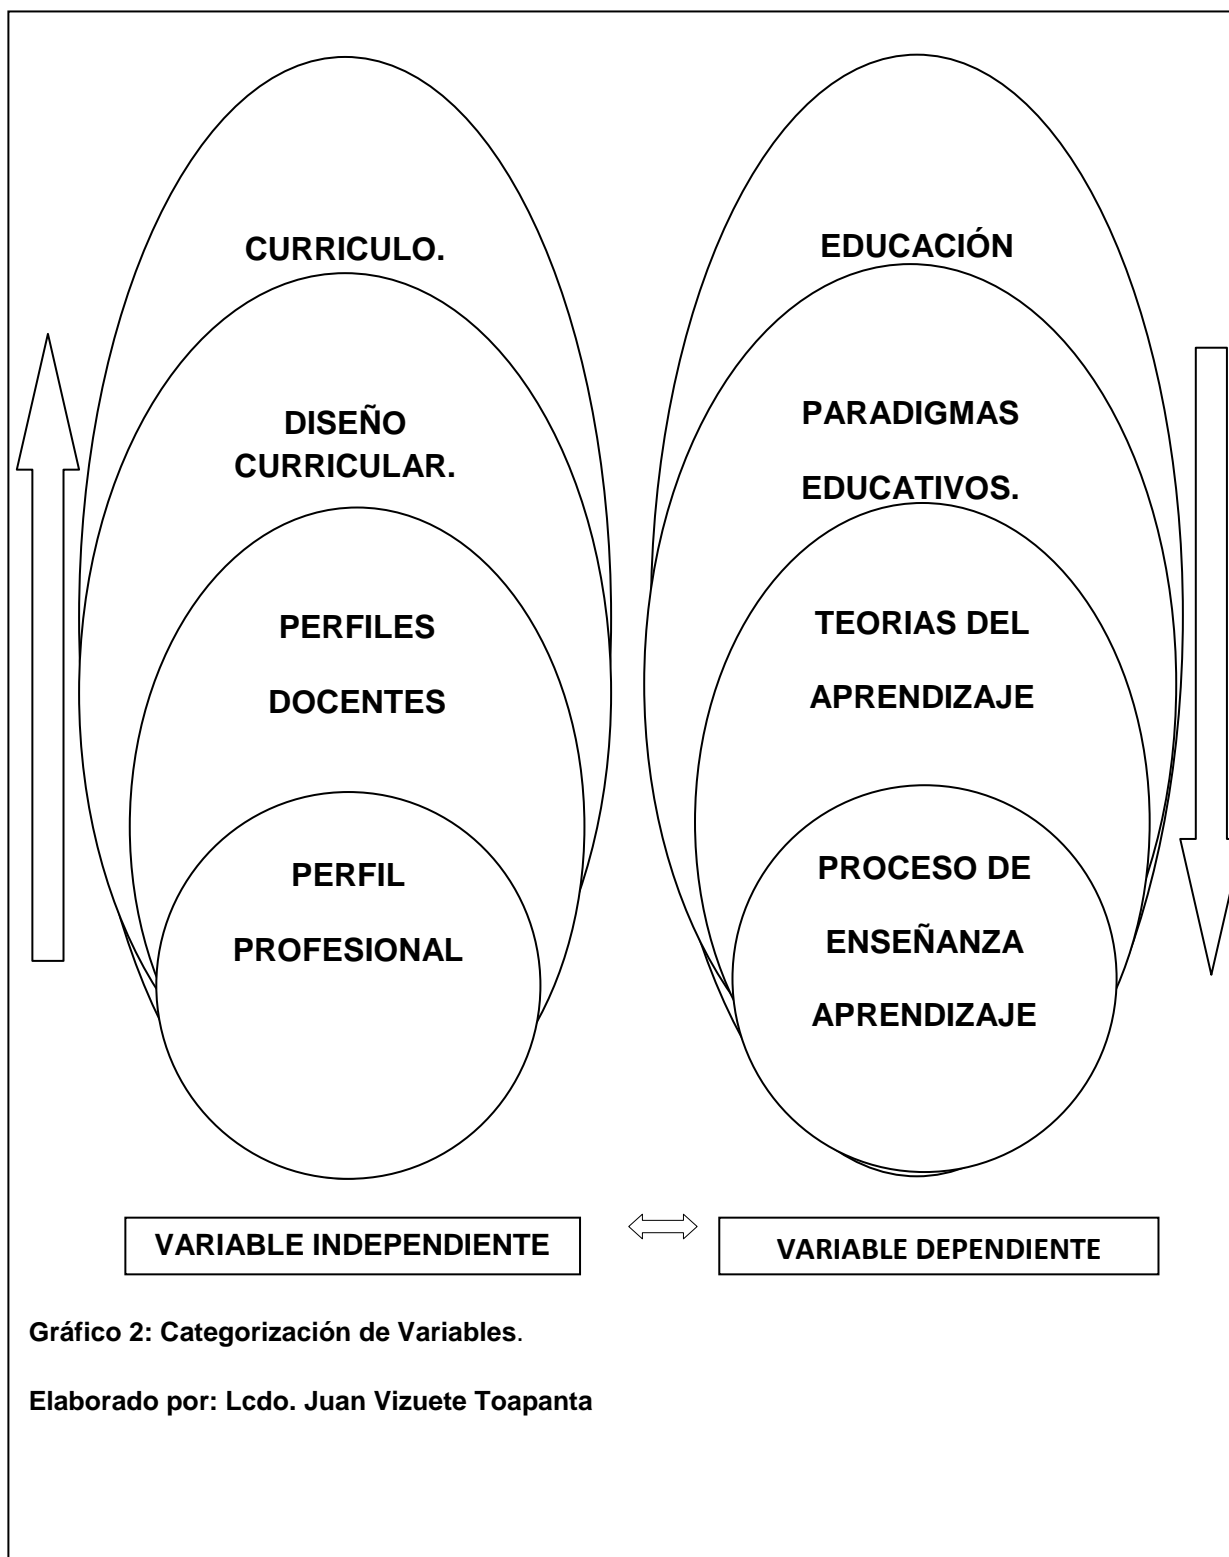 CURRICULO.
DISEÑO
CURRICULAR.
PERFILES
DOCENTES
PERFIL
PROFESIONAL
EDUCACIÓN
PARADIGMAS
EDUCATIVOS.
TEORIAS DEL
APRENDIZAJE
PROCESO DE
ENSEÑANZA
APRENDIZAJE
VARIABLE INDEPENDIENTE
VARIABLE DEPENDIENTE
Gráfico 2: Categorización de Variables.
Elaborado por: Lcdo. Juan Vizuete Toapanta